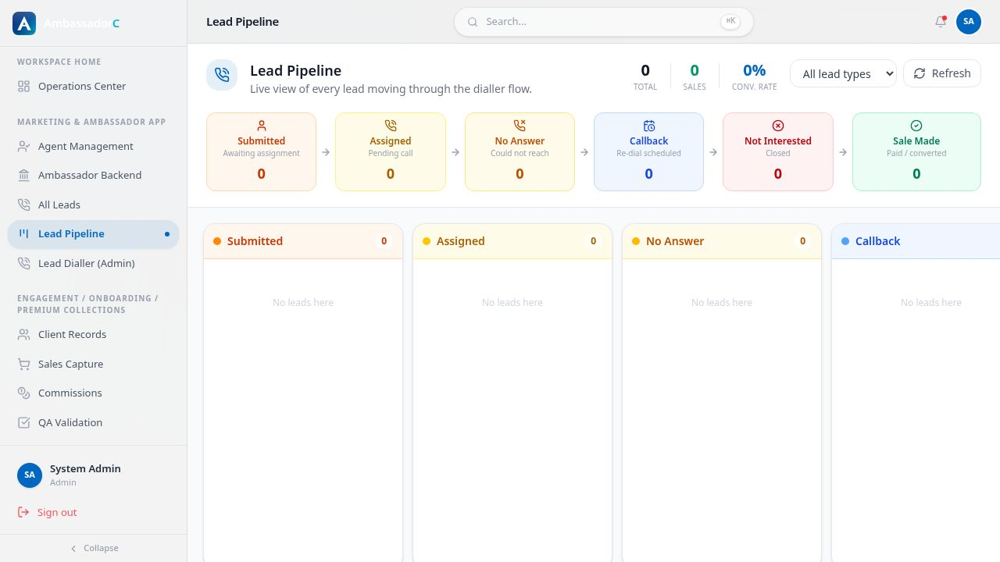 AmbassadorC
WORKSPACE HOME
Operations Center
MARKETING & AMBASSADOR APP
Agent Management
Ambassador Backend
All Leads
Lead Pipeline
Lead Dialler (Admin)
ENGAGEMENT / ONBOARDING /
PREMIUM COLLECTIONS
Client Records
Sales Capture
Commissions
QA Validation
SA
System Admin
Admin
Sign out
Collapse
Lead Pipeline
Search...
⌘K
SA
Lead Pipeline
Live view of every lead moving through the dialler flow.
0
TOTAL
0
SALES
0%
CONV. RATE
All lead types
Refresh
Submitted
Awaiting assignment
0
Assigned
Pending call
0
No Answer
Could not reach
0
Callback
Re-dial scheduled
0
Not Interested
Closed
0
Sale Made
Paid / converted
0
Submitted 0
No leads here
Assigned 0
No leads here
No Answer 0
No leads here
Callback
No leads here